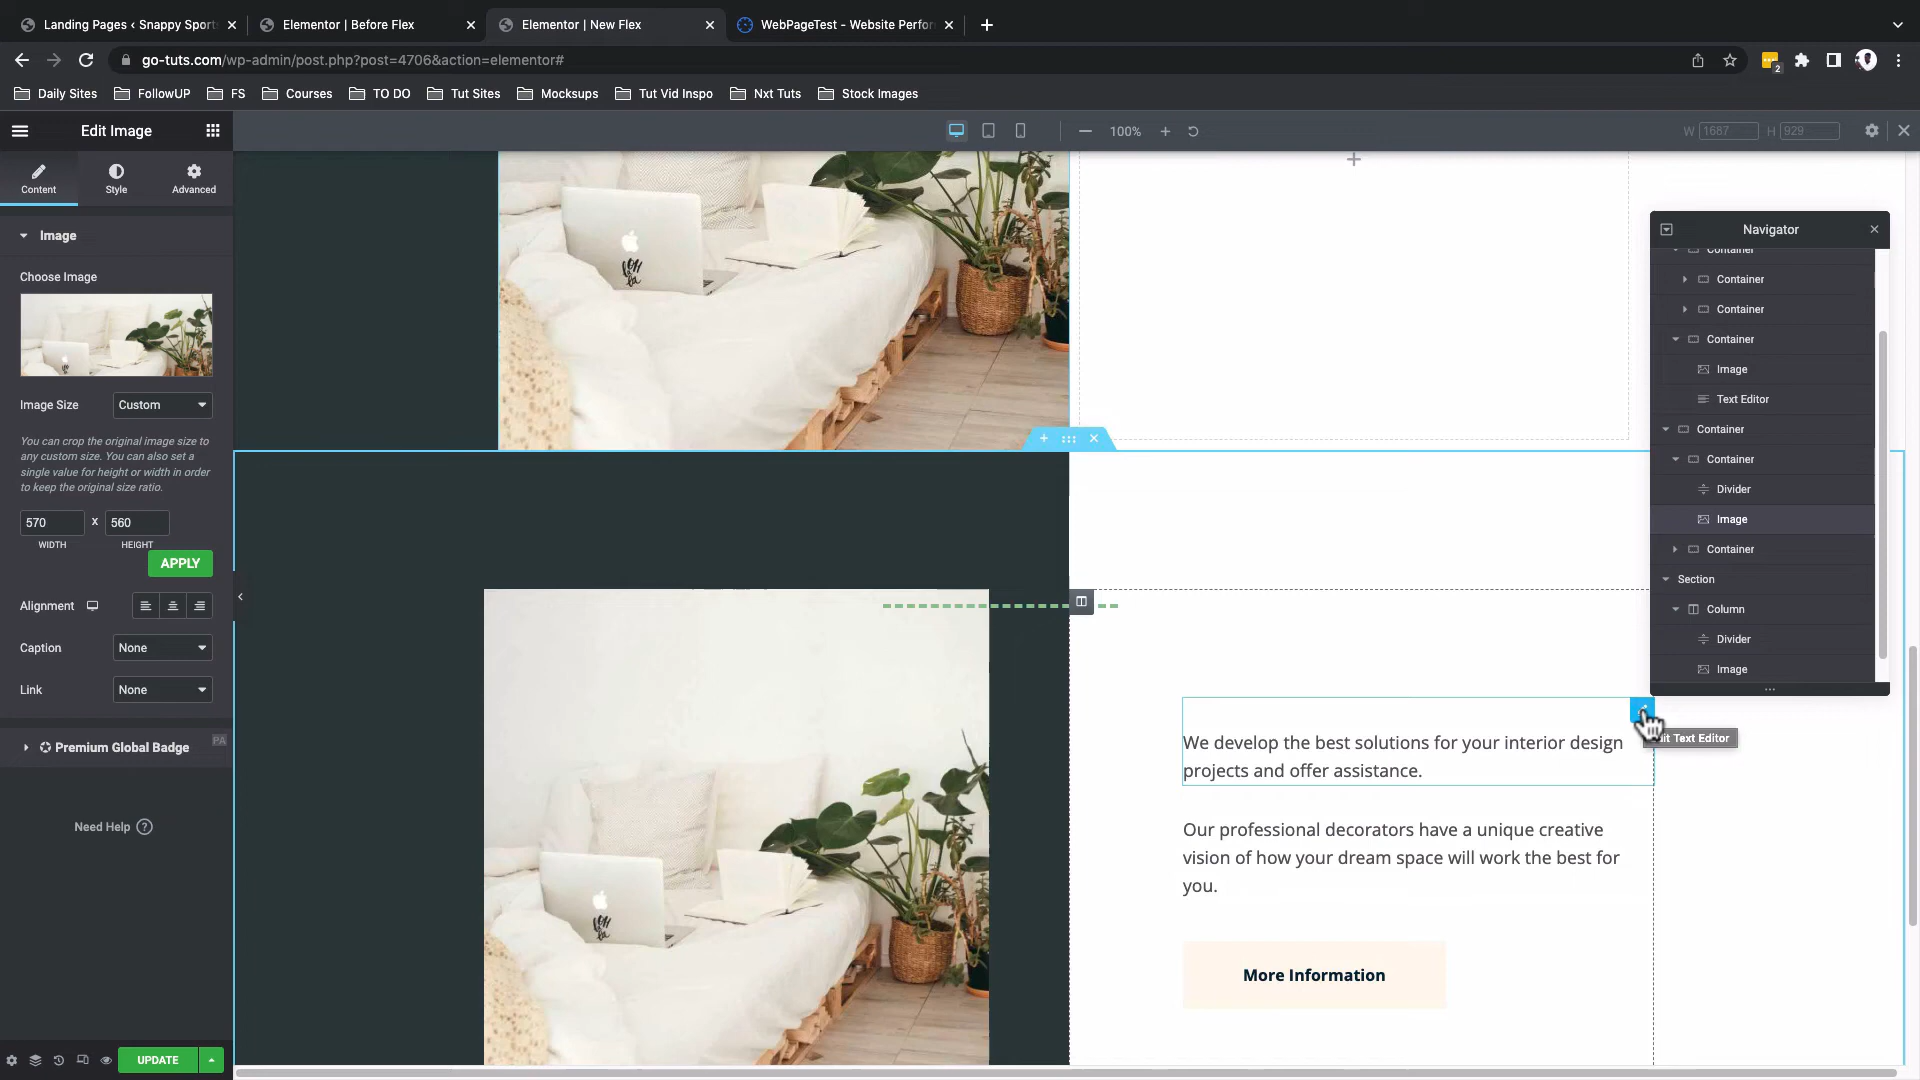 Landing Pages ‹ Snappy Sport
Elementor | Before Flex
Elementor | New Flex
WebPageTest - Website Perfor
go-tuts.com/wp-admin/post.php?post=4706&action=elementor#
2
Daily Sites
FollowUP
FS
Courses
TO DO
Tut Sites
Mocksups
Tut Vid Inspo
Nxt Tuts
Stock Images
Edit Image
100%
W 1687 H 929
Content
Style
Advanced
Image
Choose Image
Image Size
Custom
You can crop the original image size to
any custom size. You can also set a
single value for height or width in order
to keep the original size ratio.
570 x 560
WIDTH
HEIGHT
APPLY
Alignment
Caption
None
Link
None
Premium Global Badge
PA
Need Help
UPDATE
Navigator
Container
Container
Container
Container
Image
Text Editor
Container
Container
Divider
Image
Container
Section
Column
Divider
Image
it Text Editor
We develop the best solutions for your interior design
projects and offer assistance.
Our professional decorators have a unique creative
vision of how your dream space will work the best for
you.
More Information